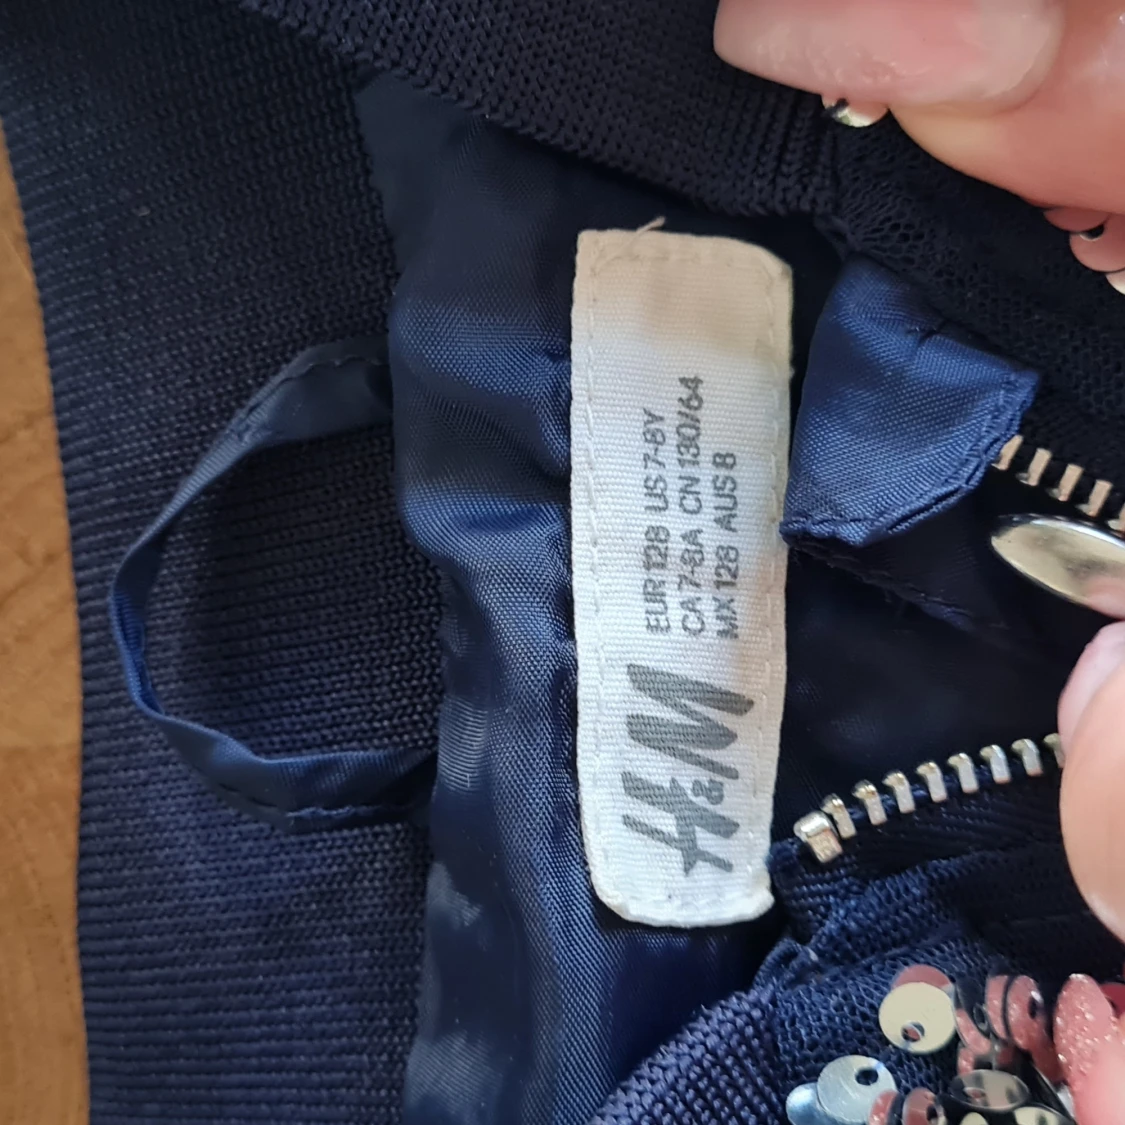 H&M
EUR 128 US 7-8Y
CA 7-8A CN 130/64
MX 128 AUS 8